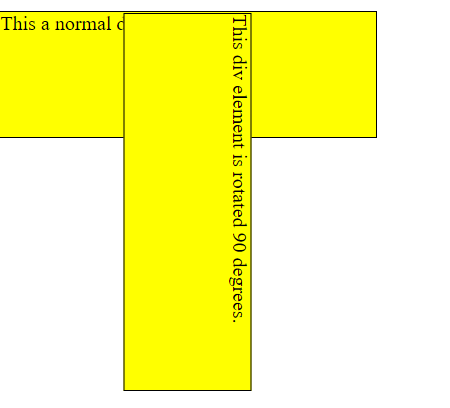 This a normal d
This div element is rotated 90 degrees.